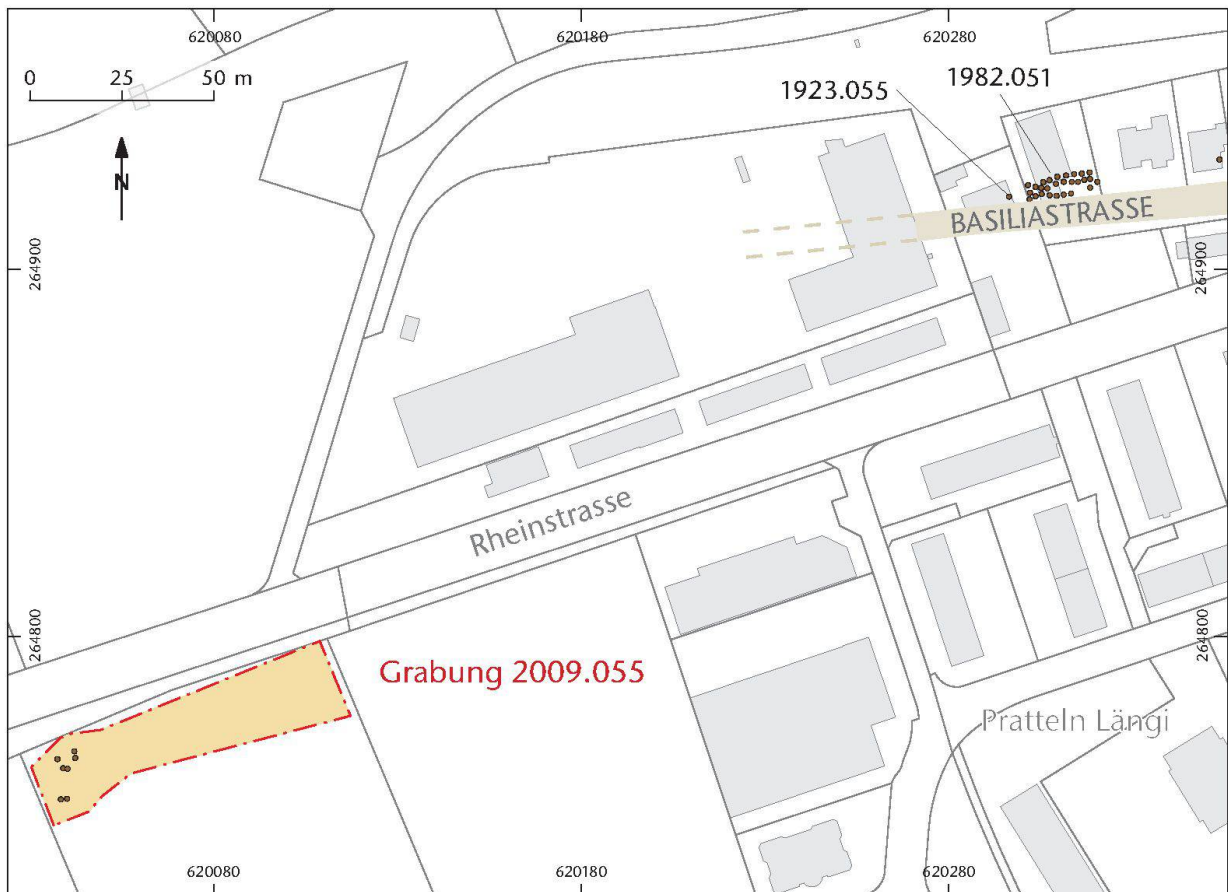 620080
620180
620280
0 25 50 m
N
1923.055
1982.051
BASILIASTRASSE
264900
264900
Rheinstrasse
264800
264800
Grabung 2009.055
Pratteln Längi
620080
620180
620280